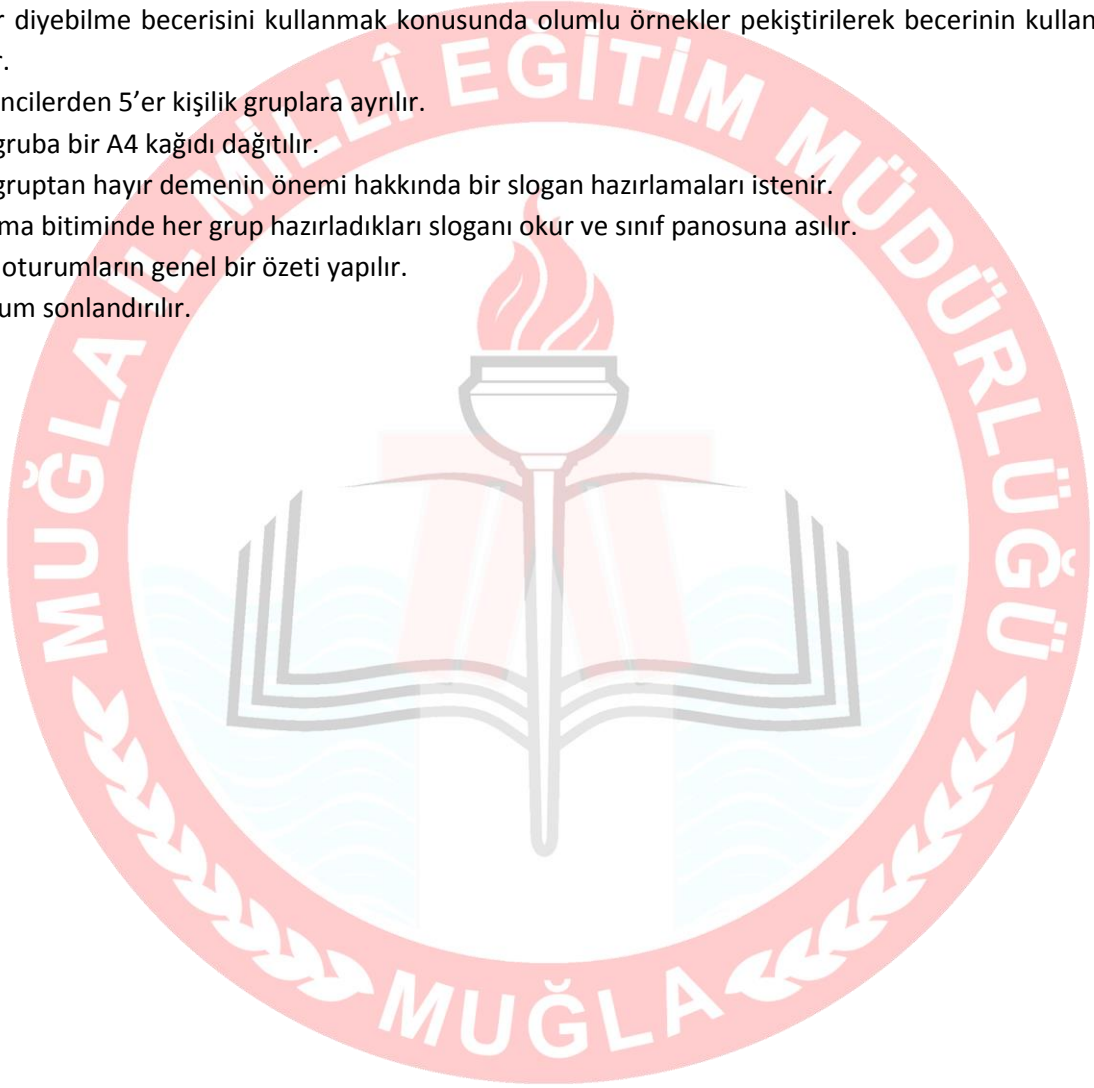 r diyebilme becerisini kullanmak konusunda olumlu örnekler pekiştirilerek becerinin kullan
r.
ncilerden 5’er kişilik gruplara ayrılır.
gruba bir A4 kağıdı dağıtılır.
gruptan hayır demenin önemi hakkında bir slogan hazırlamaları istenir.
ma bitiminde her grup hazırladıkları sloganı okur ve sınıf panosuna asılır.
oturumların genel bir özeti yapılır.
um sonlandırılır.
MUĞLA İL MİLLÎ EĞİTİM MÜDÜRLÜĞÜ
MUĞLA